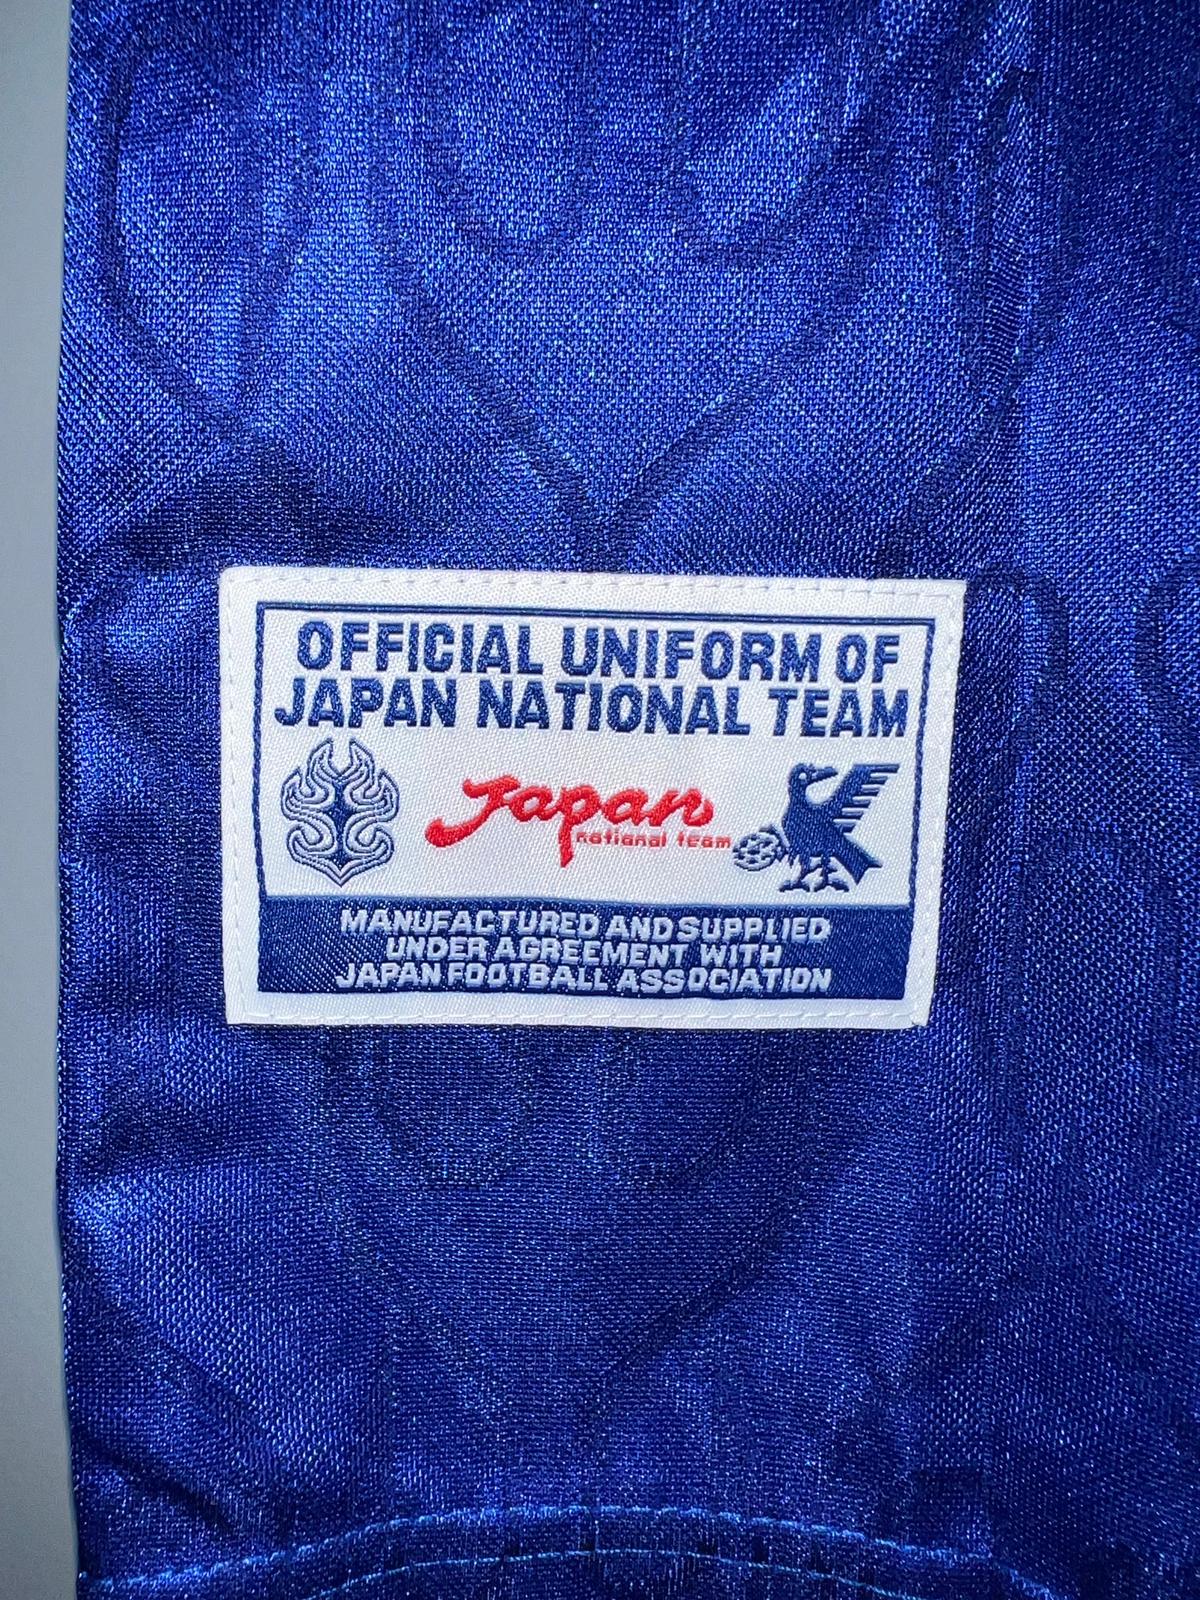 OFFICIAL UNIFORM OF
JAPAN NATIONAL TEAM
Japan
national team
MANUFACTURED AND SUPPLIED
UNDER AGREEMENT WITH
JAPAN FOOTBALL ASSOCIATION